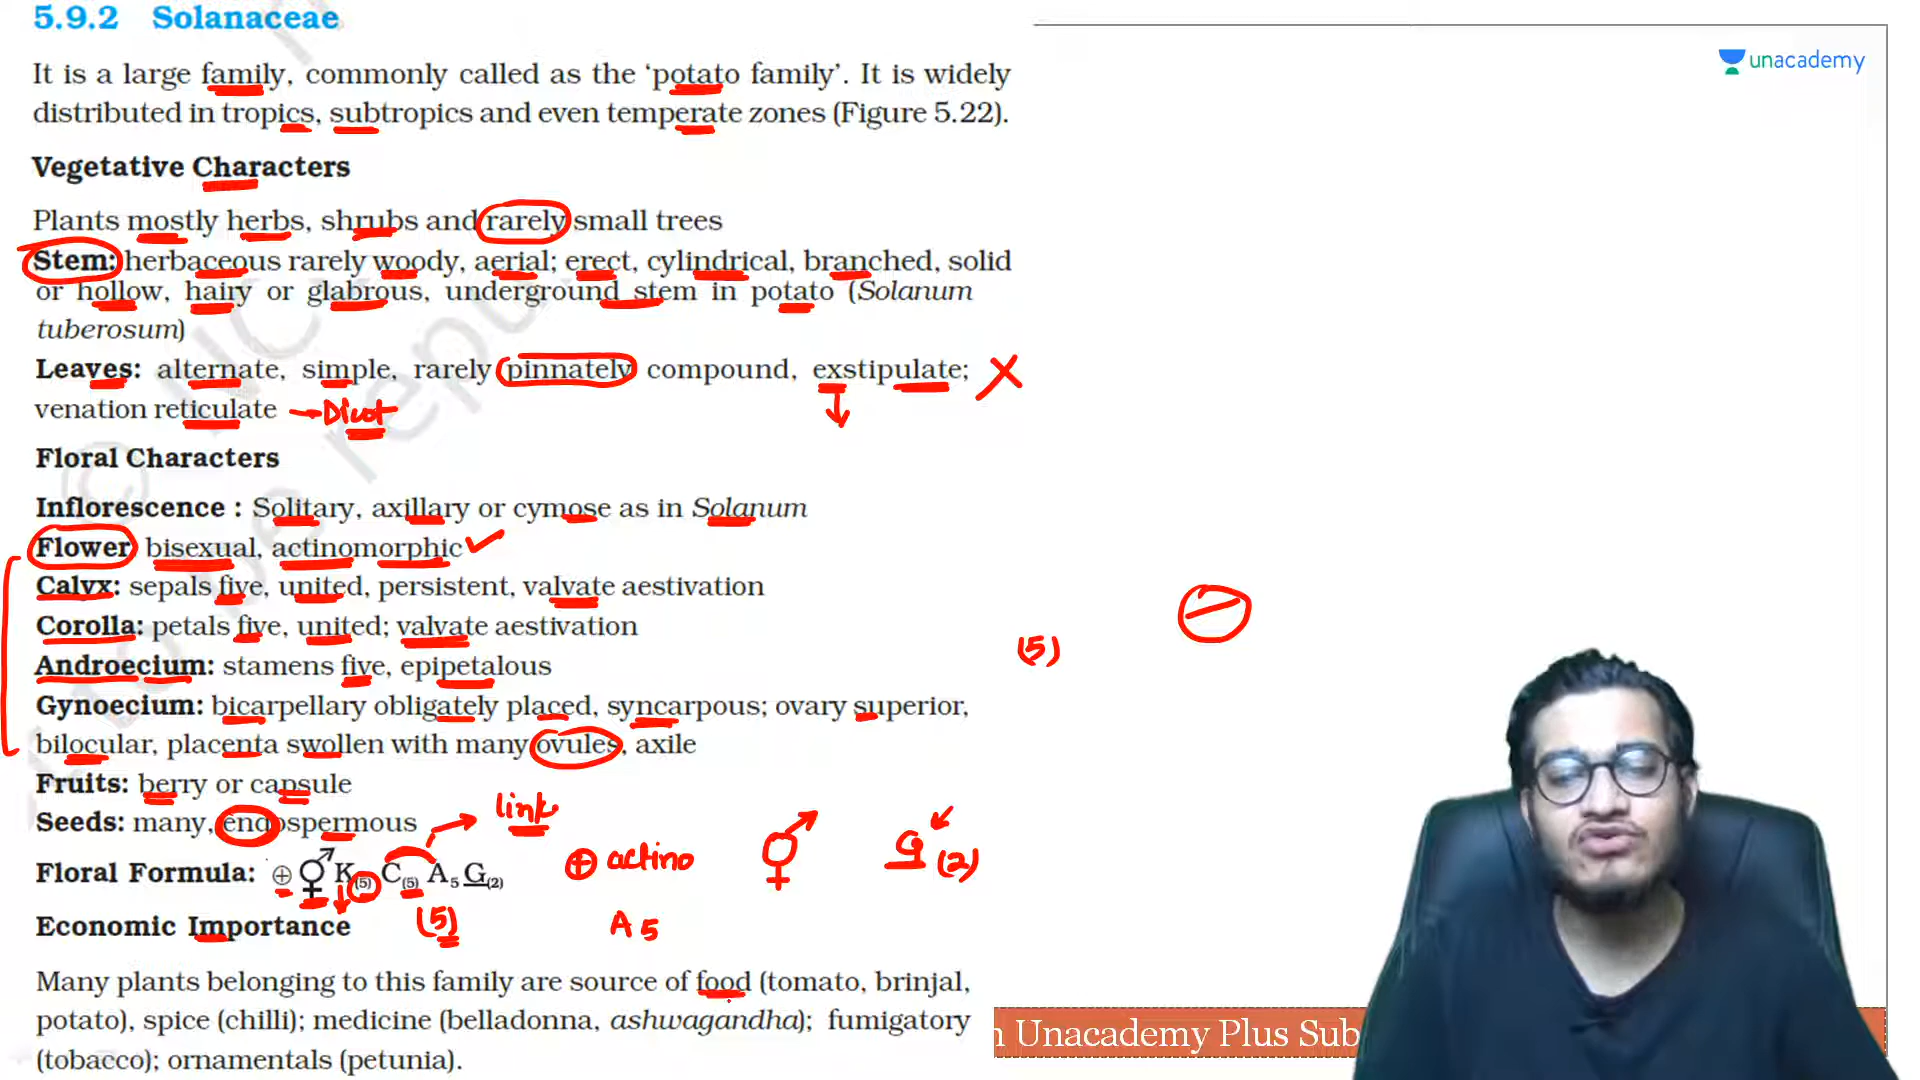 5.9.2 Solanaceae
It is a large family, commonly called as the ‘potato family’. It is widely
distributed in tropics, subtropics and even temperate zones (Figure 5.22).
unacademy
Vegetative Characters
Plants mostly herbs, shrubs and rarely small trees
Stem: herbaceous rarely woody, aerial; erect, cylindrical, branched, solid
or hollow, hairy or glabrous, underground stem in potato (Solanum
tuberosum)
Leaves: alternate, simple, rarely pinnately compound, exstipulate;
venation reticulate → Dicot
Floral Characters
Inflorescence : Solitary, axillary or cymose as in Solanum
Flower bisexual, actinomorphic
Calyx: sepals five, united, persistent, valvate aestivation
Corolla: petals five, united; valvate aestivation
(5)
Androecium: stamens five, epipetalous
Gynoecium: bicarpellary obligately placed, syncarpous; ovary superior,
bilocular, placenta swollen with many ovules, axile
Fruits: berry or capsule
link
Seeds: many, endospermous
Floral Formula: ⊕ ⚥ K(5) C(5) A5 G(2)
⊕ actino
G (2)
(5)
A 5
Economic Importance
Many plants belonging to this family are source of food (tomato, brinjal,
potato), spice (chilli); medicine (belladonna, ashwagandha); fumigatory
(tobacco); ornamentals (petunia).
n Unacademy Plus Sub